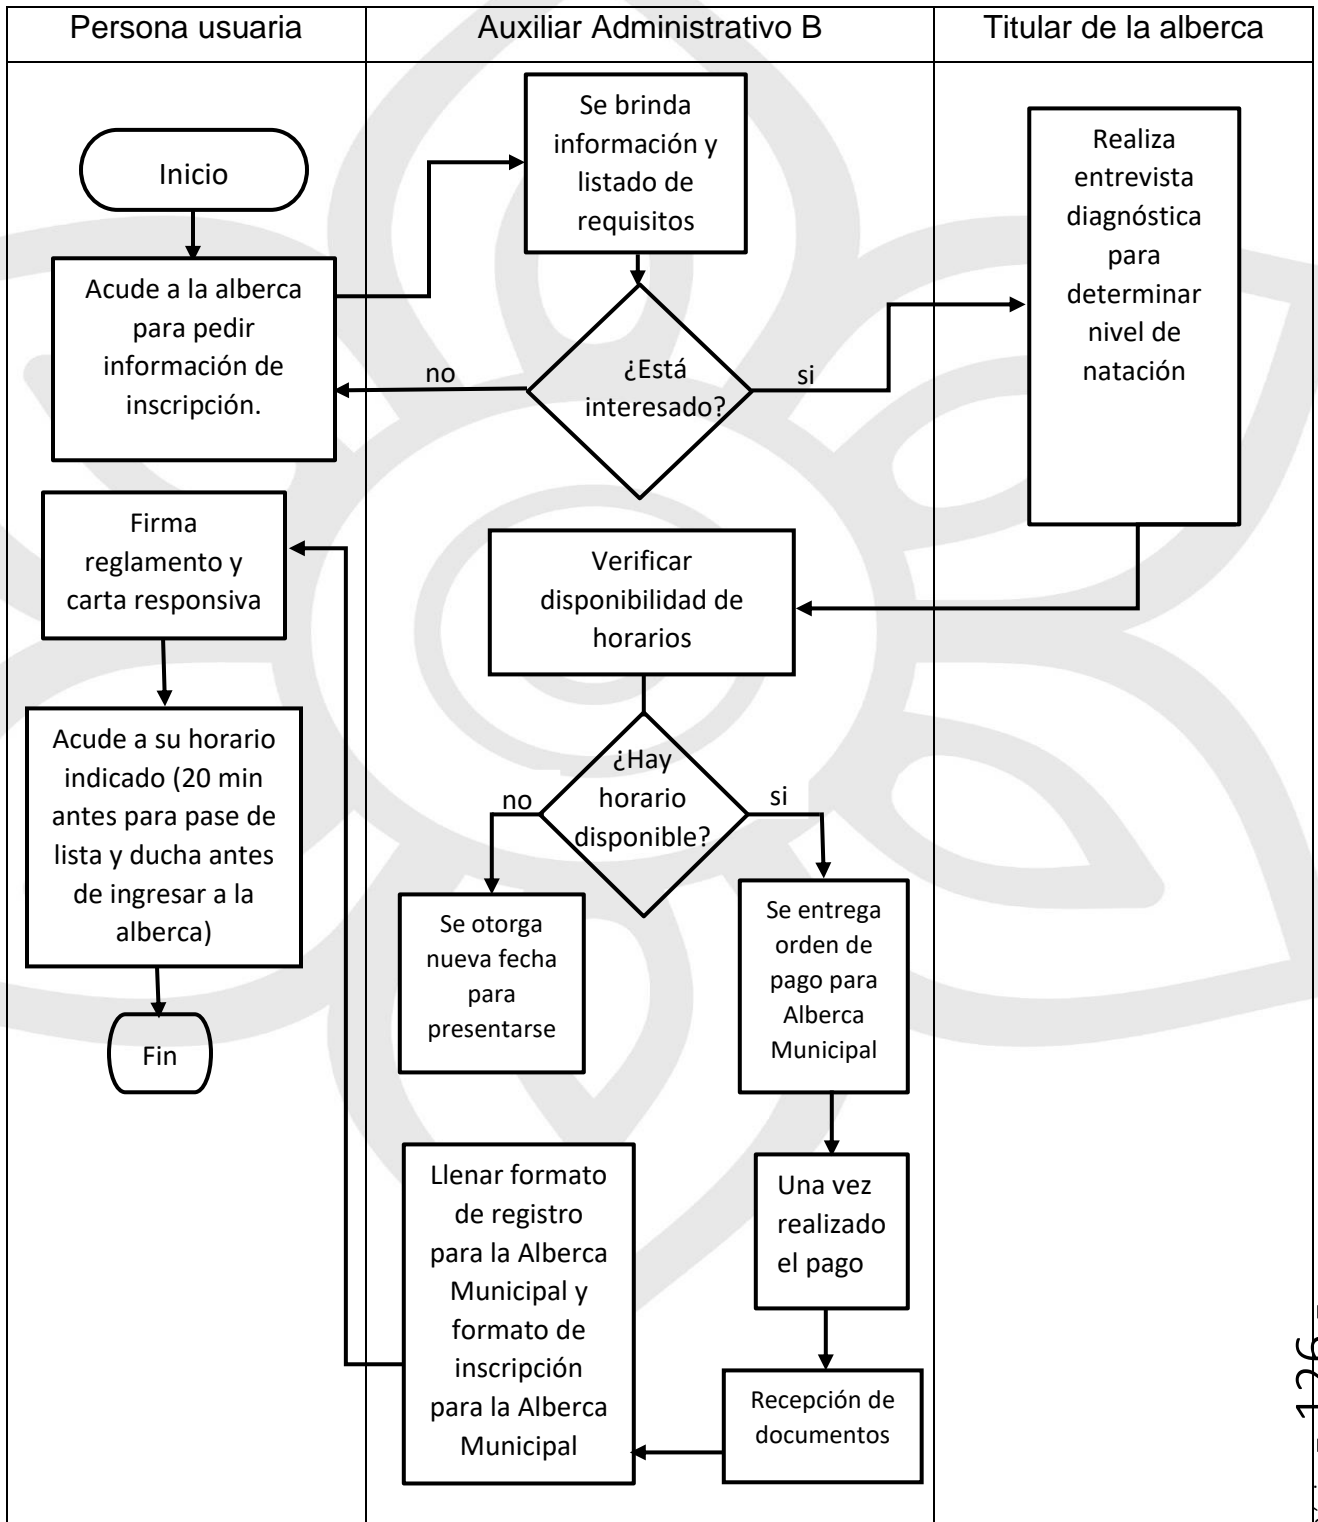 Persona usuaria
Auxiliar Administrativo B
Titular de la alberca
Inicio
Acude a la alberca
para pedir
información de
inscripción.
Se brinda
información y
listado de
requisitos
¿Está
interesado?
no
si
Realiza
entrevista
diagnóstica
para
determinar
nivel de
natación
Verificar
disponibilidad de
horarios
¿Hay
horario
disponible?
no
si
Se otorga
nueva fecha
para
presentarse
Se entrega
orden de
pago para
Alberca
Municipal
Una vez
realizado
el pago
Recepción de
documentos
Llenar formato
de registro
para la Alberca
Municipal y
formato de
inscripción
para la Alberca
Municipal
Firma
reglamento y
carta responsiva
Acude a su horario
indicado (20 min
antes para pase de
lista y ducha antes
de ingresar a la
alberca)
Fin
126